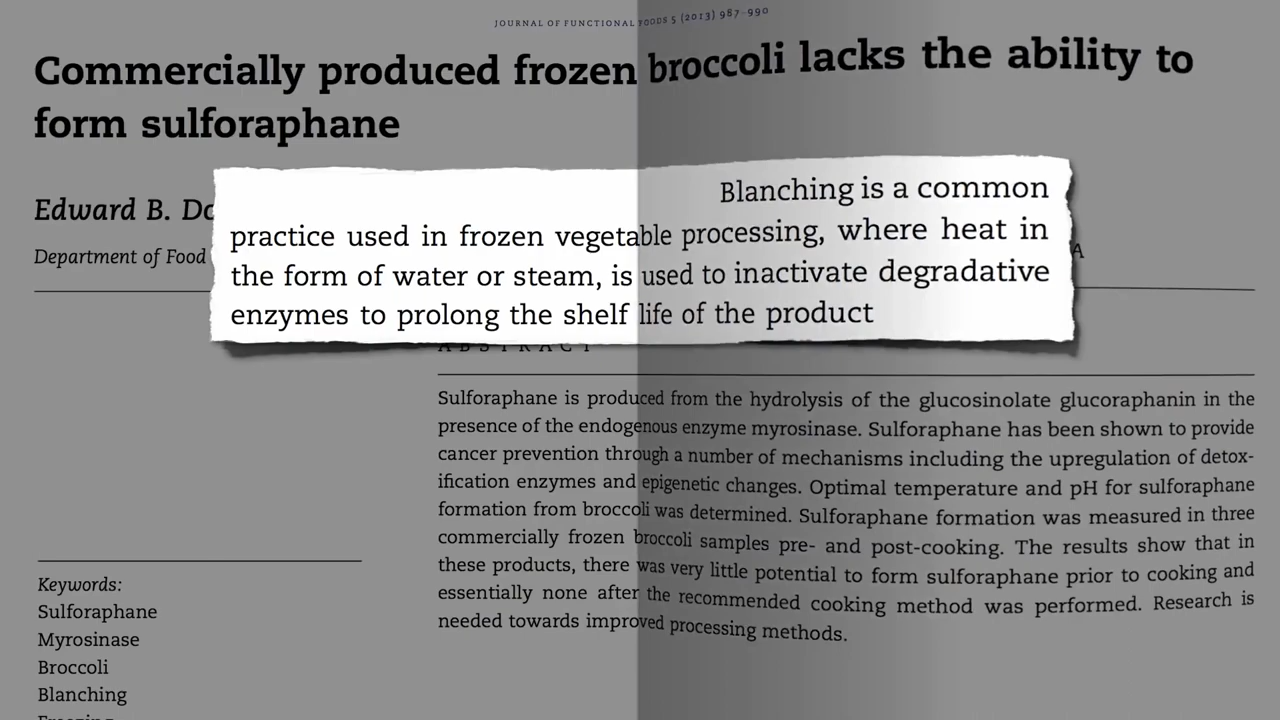 JOURNAL OF FUNCTIONAL FOODS 5 (2013) 987–990
Commercially produced frozen broccoli lacks the ability to
form sulforaphane
Edward B.
Department of Food
A
Blanching is a common
practice used in frozen vegetable processing, where heat in
the form of water or steam, is used to inactivate degradative
enzymes to prolong the shelf life of the product
ABSTRACT
Sulforaphane is produced from the hydrolysis of the glucosinolate glucoraphanin in the
presence of the endogenous enzyme myrosinase. Sulforaphane has been shown to provide
cancer prevention through a number of mechanisms including the upregulation of detox-
ification enzymes and epigenetic changes. Optimal temperature and pH for sulforaphane
formation from broccoli was determined. Sulforaphane formation was measured in three
commercially frozen broccoli samples pre- and post-cooking. The results show that in
these products, there was very little potential to form sulforaphane prior to cooking and
essentially none after the recommended cooking method was performed. Research is
needed towards improved processing methods.
Keywords:
Sulforaphane
Myrosinase
Broccoli
Blanching
Freezing